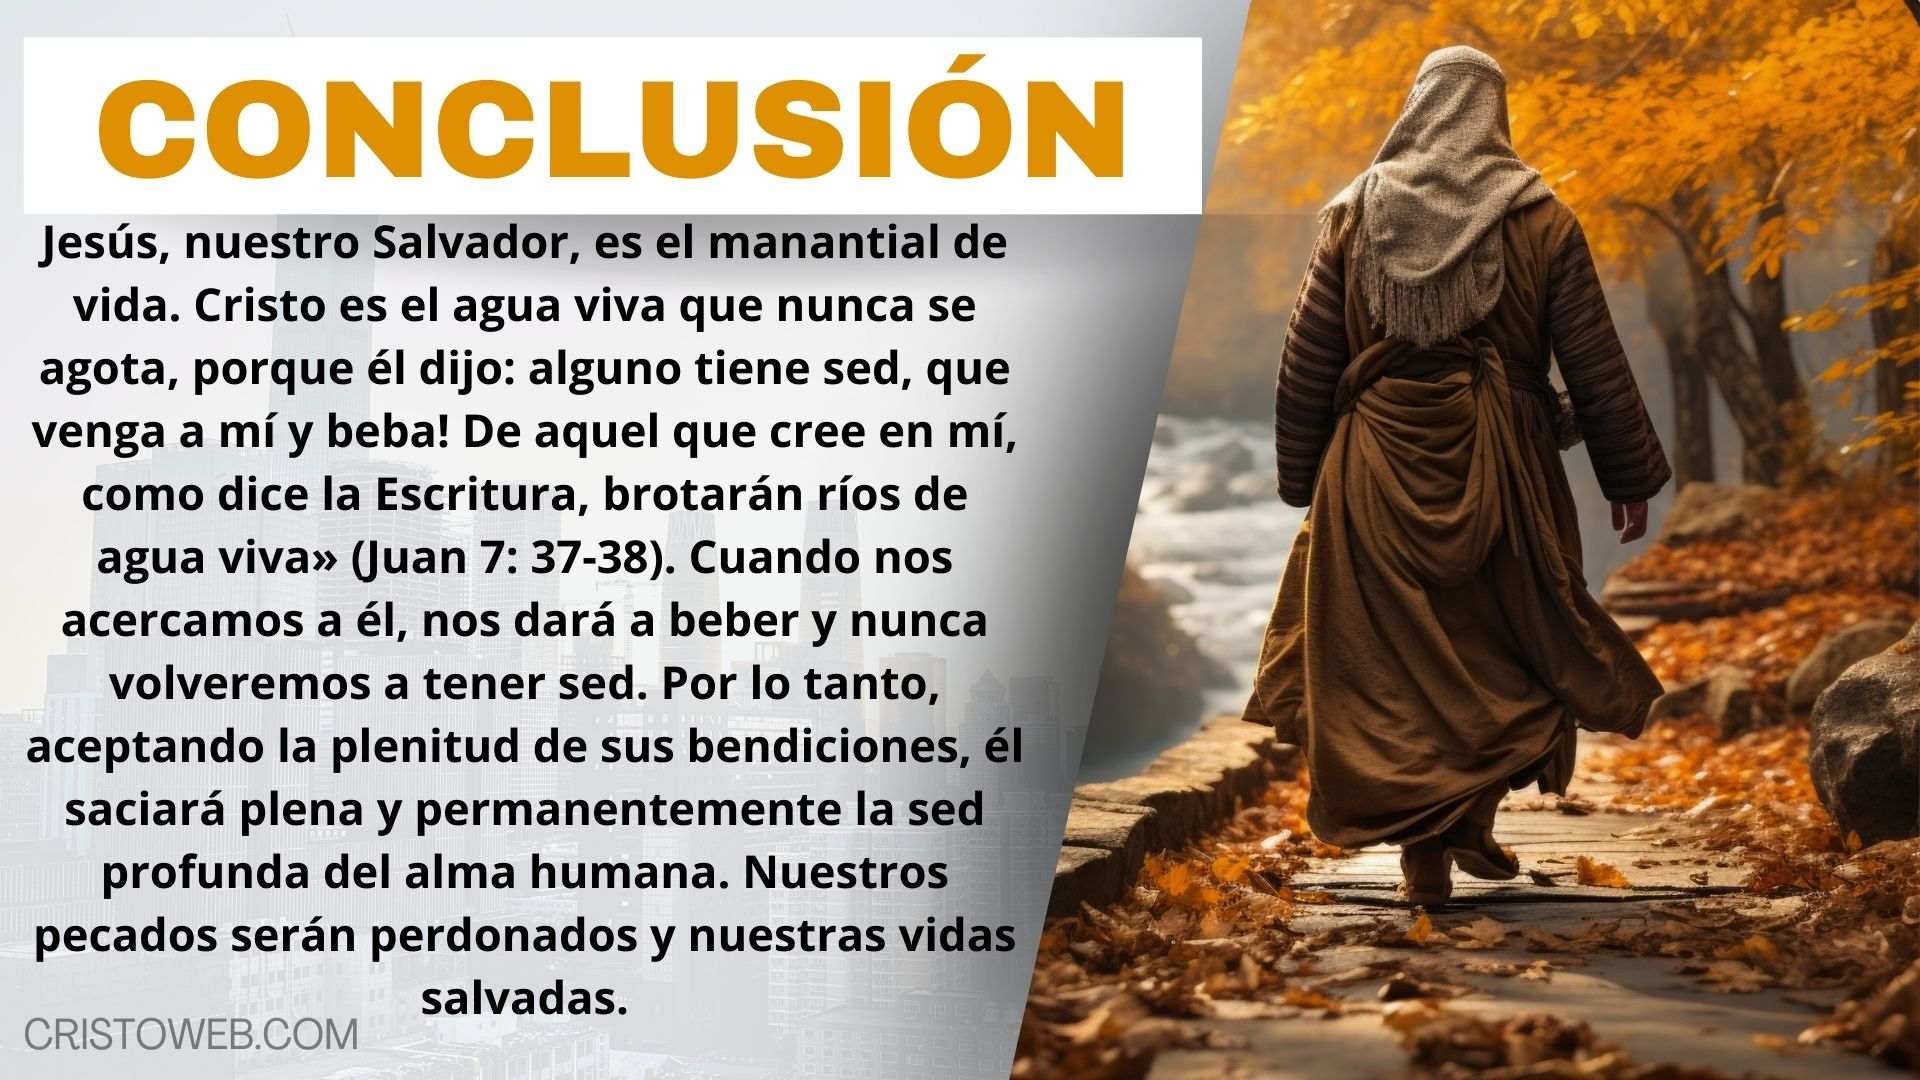 CONCLUSIÓN
Jesús, nuestro Salvador, es el manantial de
vida. Cristo es el agua viva que nunca se
agota, porque él dijo: alguno tiene sed, que
venga a mí y beba! De aquel que cree en mí,
como dice la Escritura, brotarán ríos de
agua viva» (Juan 7: 37-38). Cuando nos
acercamos a él, nos dará a beber y nunca
volveremos a tener sed. Por lo tanto,
aceptando la plenitud de sus bendiciones, él
saciará plena y permanentemente la sed
profunda del alma humana. Nuestros
pecados serán perdonados y nuestras vidas
salvadas.
CRISTOWEB.COM